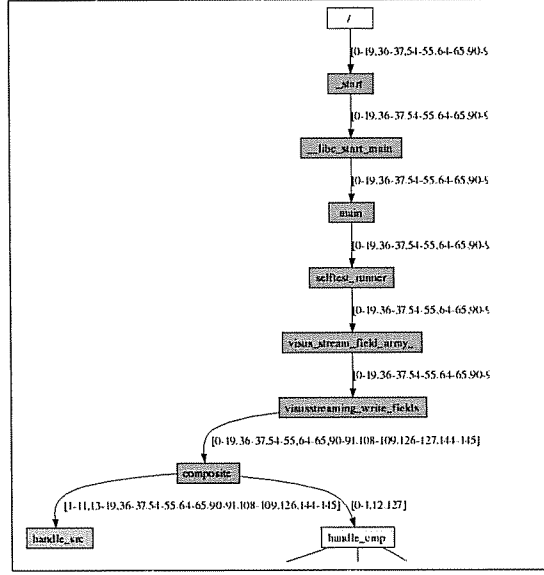 /
[0-19,36-37,54-55,64-65,90-9
_start
[0-19,36-37,54-55,64-65,90-9
__libc_start_main
[0-19,36-37,54-55,64-65,90-9
main
[0-19,36-37,54-55,64-65,90-9
selftest_runner
[0-19,36-37,54-55,64-65,90-9
visus_stream_field_array_
[0-19,36-37,54-55,64-65,90-9
visusstreaming_write_fields
[0-19,36-37,54-55,64-65,90-91,108-109,126-127,144-145]
composite
[1-11,13-19,36-37,54-55,64-65,90-91,108-109,126,144-145]
[0-1,12,127]
handle_src
handle_cmp